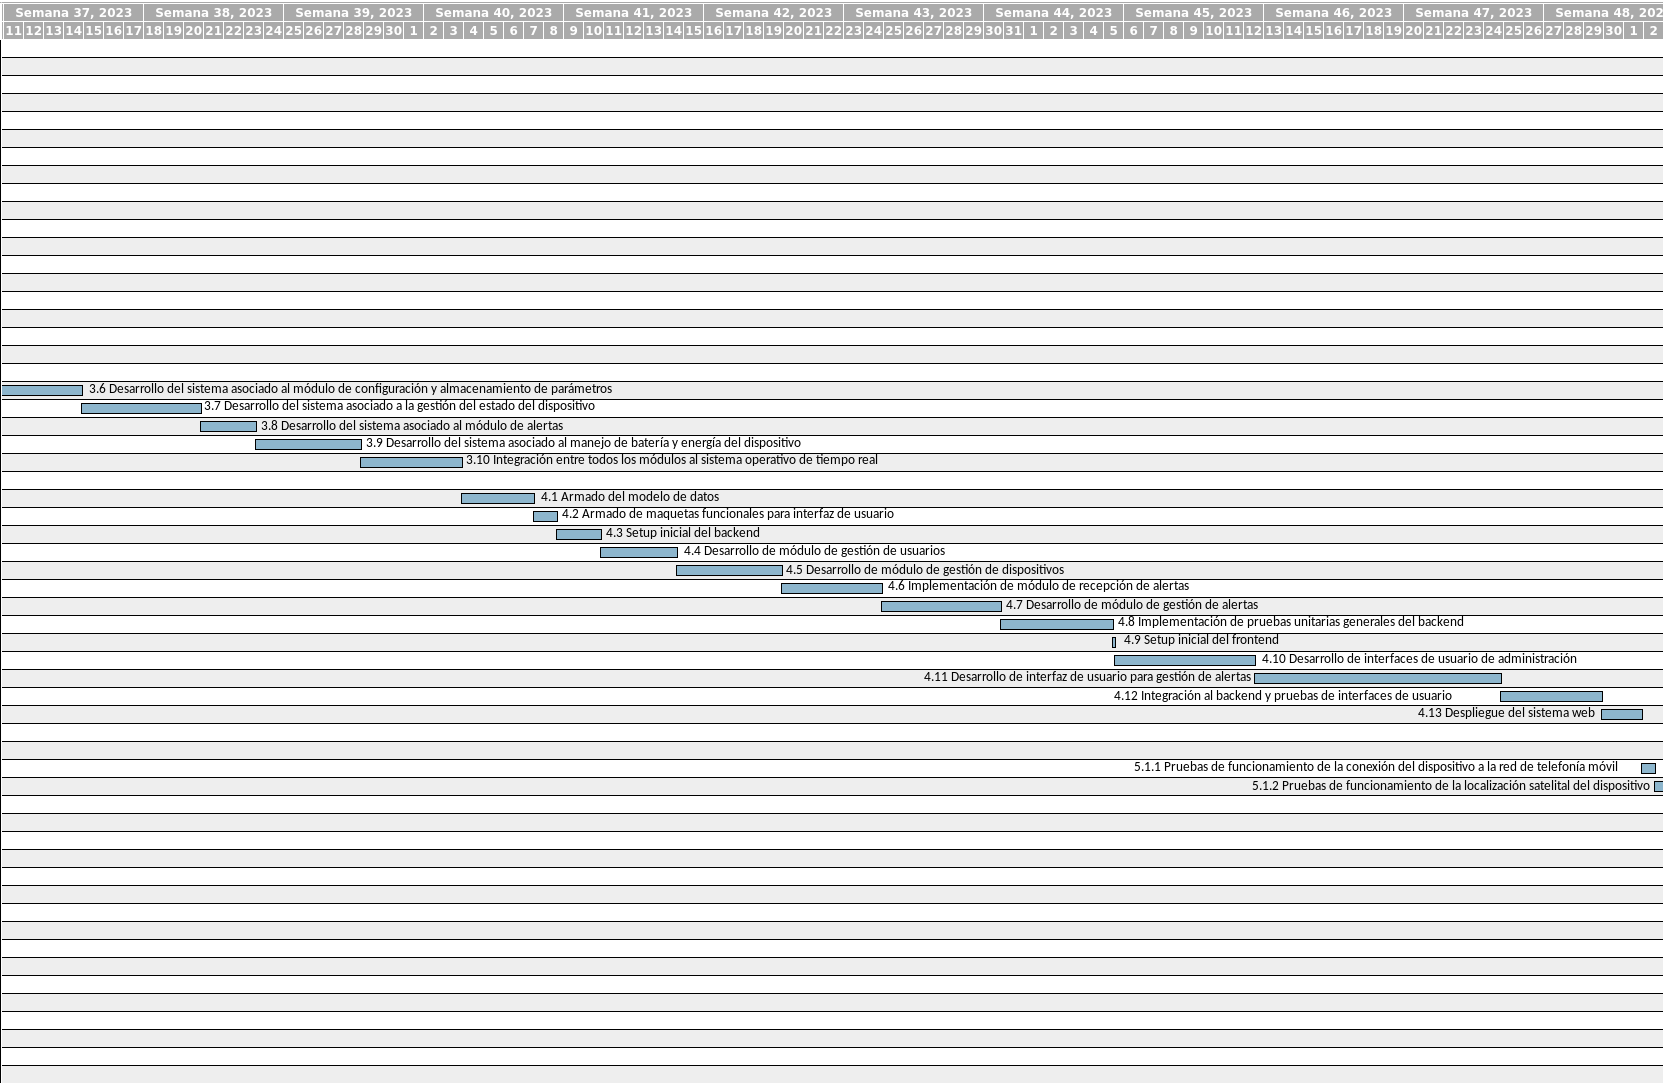 Semana 37, 2023 Semana 38, 2023 Semana 39, 2023 Semana 40, 2023 Semana 41, 2023 Semana 42, 2023 Semana 43, 2023 Semana 44, 2023 Semana 45, 2023 Semana 46, 2023 Semana 47, 2023 Semana 48, 202
11 12 13 14 15 16 17 18 19 20 21 22 23 24 25 26 27 28 29 30 1 2 3 4 5 6 7 8 9 10 11 12 13 14 15 16 17 18 19 20 21 22 23 24 25 26 27 28 29 30 31 1 2 3 4 5 6 7 8 9 10 11 12 13 14 15 16 17 18 19 20 21 22 23 24 25 26 27 28 29 30 1 2
3.6 Desarrollo del sistema asociado al módulo de configuración y almacenamiento de parámetros
3.7 Desarrollo del sistema asociado a la gestión del estado del dispositivo
3.8 Desarrollo del sistema asociado al módulo de alertas
3.9 Desarrollo del sistema asociado al manejo de batería y energía del dispositivo
3.10 Integración entre todos los módulos al sistema operativo de tiempo real
4.1 Armado del modelo de datos
4.2 Armado de maquetas funcionales para interfaz de usuario
4.3 Setup inicial del backend
4.4 Desarrollo de módulo de gestión de usuarios
4.5 Desarrollo de módulo de gestión de dispositivos
4.6 Implementación de módulo de recepción de alertas
4.7 Desarrollo de módulo de gestión de alertas
4.8 Implementación de pruebas unitarias generales del backend
4.9 Setup inicial del frontend
4.10 Desarrollo de interfaces de usuario de administración
4.11 Desarrollo de interfaz de usuario para gestión de alertas
4.12 Integración al backend y pruebas de interfaces de usuario
4.13 Despliegue del sistema web
5.1.1 Pruebas de funcionamiento de la conexión del dispositivo a la red de telefonía móvil
5.1.2 Pruebas de funcionamiento de la localización satelital del dispositivo